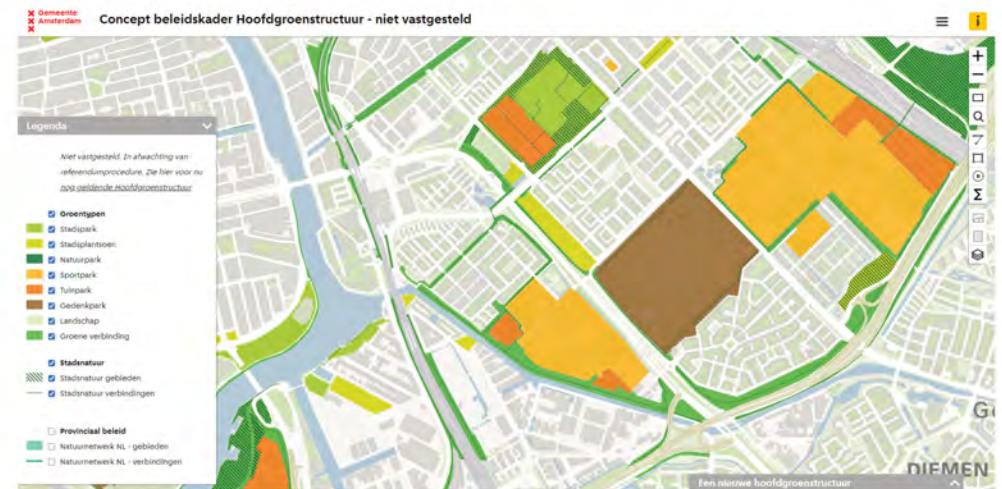 Gemeente
Amsterdam
Concept beleidskader Hoofdgroenstructuur - niet vastgesteld
i
Legenda
Niet vastgesteld. In afwachting van
referendumprocedure. Zie hier voor nu
nog geldende Hoofdgroenstructuur
Groentypen
Stadspark
Stadsplantsoen
Natuurpark
Sportpark
Tuinpark
Gedenkpark
Landschap
Groene verbinding
Stadsnatuur
Stadsnatuur gebieden
Stadsnatuur verbindingen
Provinciaal beleid
Natuurnetwerk NL - gebieden
Natuurnetwerk NL - verbindingen
DIEMEN
Een nieuwe hoofdgroenstructuur